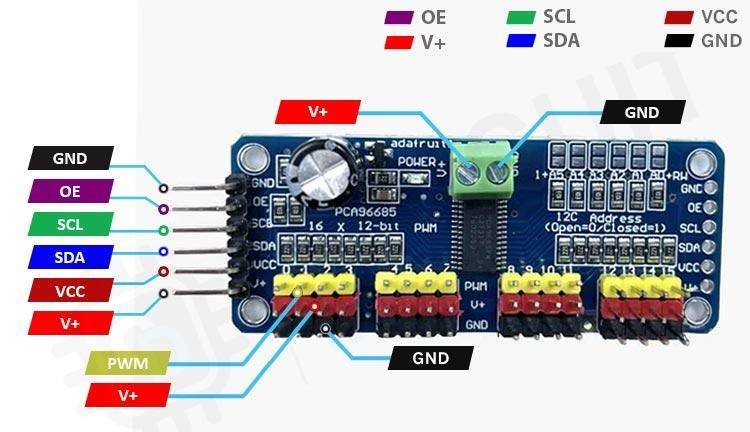 OE SCL VCC
V+ SDA GND
V+ GND
GND
OE
SCL
SDA
VCC
V+
adafruit
POWER
V+
1+A5 A4 A3 A2 A1 A0 +RW
GND
OE
SCL
SDA
VCC
V+
PCA96685
16 X 12-bit PWM
I2C Address
(Open=0/Closed=1)
GND
OE
SCL
SDA
VCC
V+
0 1 2 3 4 5 6 7 8 9 10 11 12 13 14 15
PWM
V+
GND
PWM
V+
GND